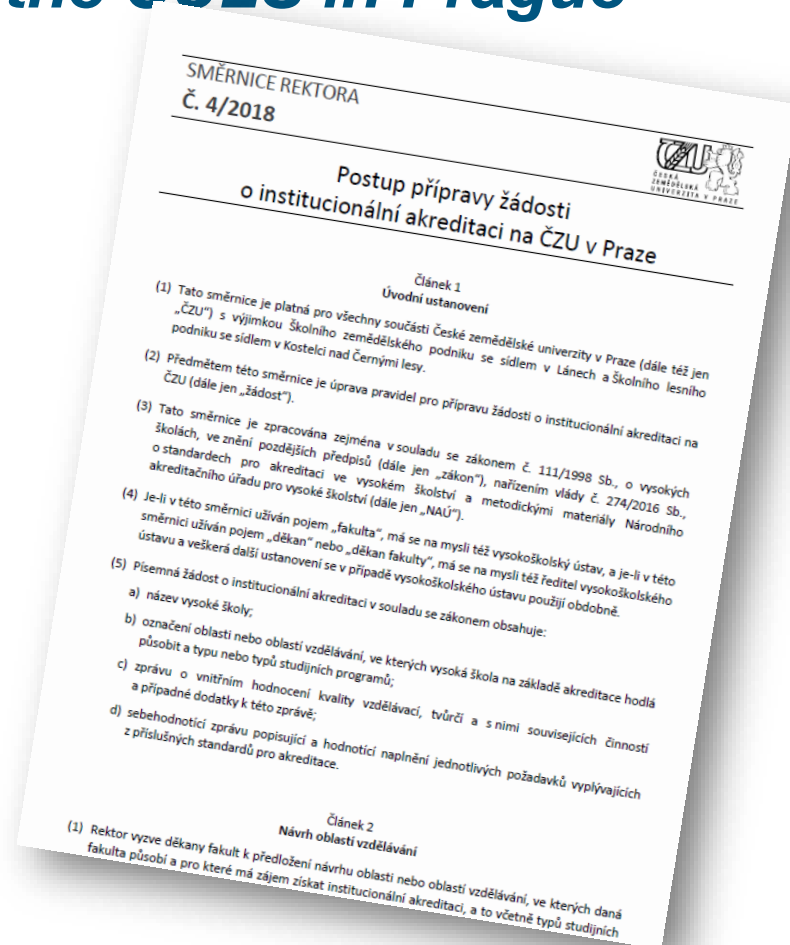 the CULS in Prague
SMĚRNICE REKTORA
Č. 4/2018
ČZU
ČESKÁ
ZEMĚDĚLSKÁ
UNIVERZITA V PRAZE
Postup přípravy žádosti
o institucionální akreditaci na ČZU v Praze
Článek 1
Úvodní ustanovení
(1) Tato směrnice je platná pro všechny součásti České zemědělské univerzity v Praze (dále též jen
„ČZU") s výjimkou Školního zemědělského podniku se sídlem v Lánech a Školního lesního
podniku se sídlem v Kostelci nad Černými lesy.
(2) Předmětem této směrnice je úprava pravidel pro přípravu žádosti o institucionální akreditaci na
ČZU (dále jen „žádost").
(3) Tato směrnice je zpracována zejména v souladu se zákonem č. 111/1998 Sb., o vysokých
školách, ve znění pozdějších předpisů (dále jen „zákon"), nařízením vlády č. 274/2016 Sb.,
o standardech pro akreditaci ve vysokém školství a metodickými materiály Národního
akreditačního úřadu pro vysoké školství (dále jen „NAÚ").
(4) Je-li v této směrnici užíván pojem „fakulta", má se na mysli též vysokoškolský ústav, a je-li v této
směrnici užíván pojem „děkan" nebo „děkan fakulty", má se na mysli též ředitel vysokoškolského
ústavu a veškerá další ustanovení se v případě vysokoškolského ústavu použijí obdobně.
(5) Písemná žádost o institucionální akreditaci v souladu se zákonem obsahuje:
a) název vysoké školy;
b) označení oblasti nebo oblastí vzdělávání, ve kterých vysoká škola na základě akreditace hodlá
působit a typu nebo typů studijních programů;
c) zprávu o vnitřním hodnocení kvality vzdělávací, tvůrčí a s nimi souvisejících činností
a případné dodatky k této zprávě;
d) sebehodnotící zprávu popisující a hodnotící naplnění jednotlivých požadavků vyplývajících
z příslušných standardů pro akreditace.
Článek 2
Návrh oblastí vzdělávání
(1) Rektor vyzve děkany fakult k předložení návrhu oblasti nebo oblastí vzdělávání, ve kterých daná
fakulta působí a pro které má zájem získat institucionální akreditaci, a to včetně typů studijních